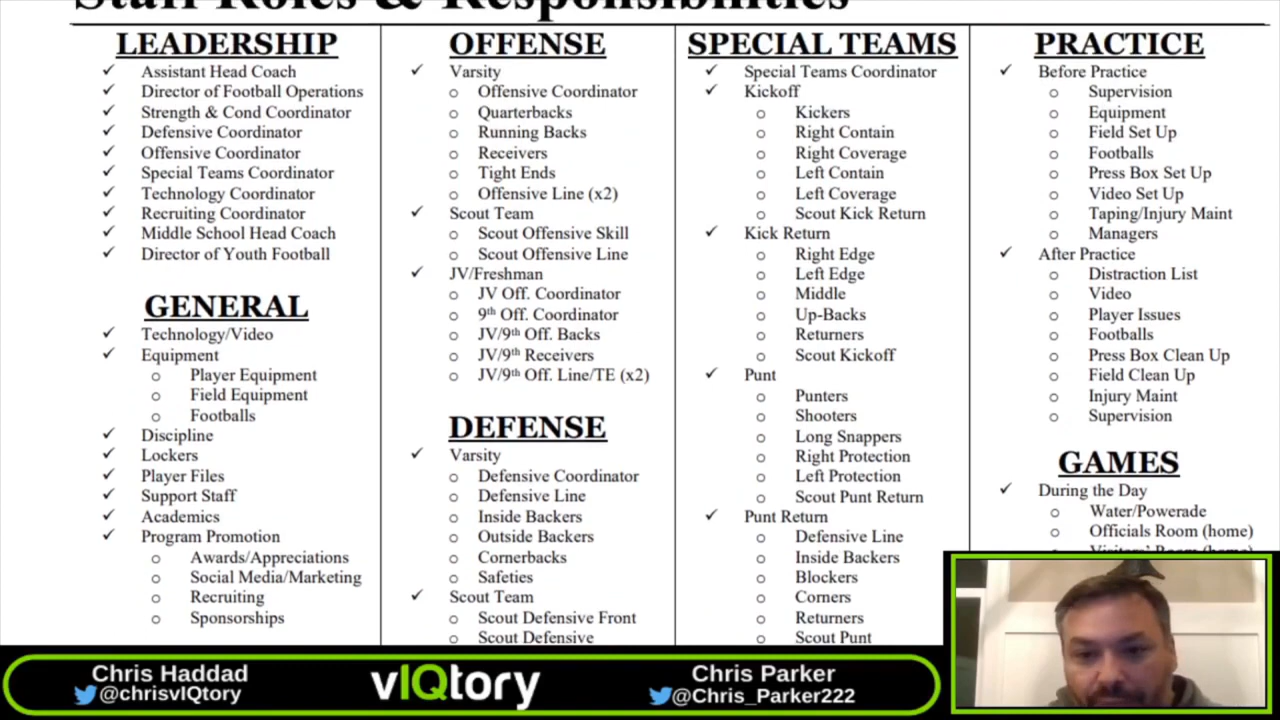 Staff Roles & Responsibilities
LEADERSHIP
Assistant Head Coach
Director of Football Operations
Strength & Cond Coordinator
Defensive Coordinator
Offensive Coordinator
Special Teams Coordinator
Technology Coordinator
Recruiting Coordinator
Middle School Head Coach
Director of Youth Football
GENERAL
Technology/Video
Equipment
Player Equipment
Field Equipment
Footballs
Discipline
Lockers
Player Files
Support Staff
Academics
Program Promotion
Awards/Appreciations
Social Media/Marketing
Recruiting
Sponsorships
OFFENSE
Varsity
Offensive Coordinator
Quarterbacks
Running Backs
Receivers
Tight Ends
Offensive Line (x2)
Scout Team
Scout Offensive Skill
Scout Offensive Line
JV/Freshman
JV Off. Coordinator
9th Off. Coordinator
JV/9th Off. Backs
JV/9th Receivers
JV/9th Off. Line/TE (x2)
DEFENSE
Varsity
Defensive Coordinator
Defensive Line
Inside Backers
Outside Backers
Cornerbacks
Safeties
Scout Team
Scout Defensive Front
Scout Defensive
SPECIAL TEAMS
Special Teams Coordinator
Kickoff
Kickers
Right Contain
Right Coverage
Left Contain
Left Coverage
Scout Kick Return
Kick Return
Right Edge
Left Edge
Middle
Up-Backs
Returners
Scout Kickoff
Punt
Punters
Shooters
Long Snappers
Right Protection
Left Protection
Scout Punt Return
Punt Return
Defensive Line
Inside Backers
Blockers
Corners
Returners
Scout Punt
PRACTICE
Before Practice
Supervision
Equipment
Field Set Up
Footballs
Press Box Set Up
Video Set Up
Taping/Injury Maint
Managers
After Practice
Distraction List
Video
Player Issues
Footballs
Press Box Clean Up
Field Clean Up
Injury Maint
Supervision
GAMES
During the Day
Water/Powerade
Officials Room (home)
Visitors' Room (home)
Chris Haddad
@chrisvIQtory
vIQtory
Chris Parker
@Chris_Parker222